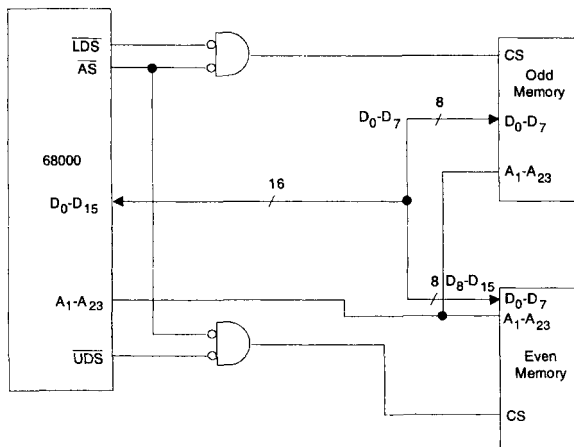 LDS
AS
68000
D0-D15
A1-A23
UDS
16
D0-D7
8
8
D8-D15
CS
Odd
Memory
D0-D7
A1-A23
D0-D7
A1-A23
Even
Memory
CS